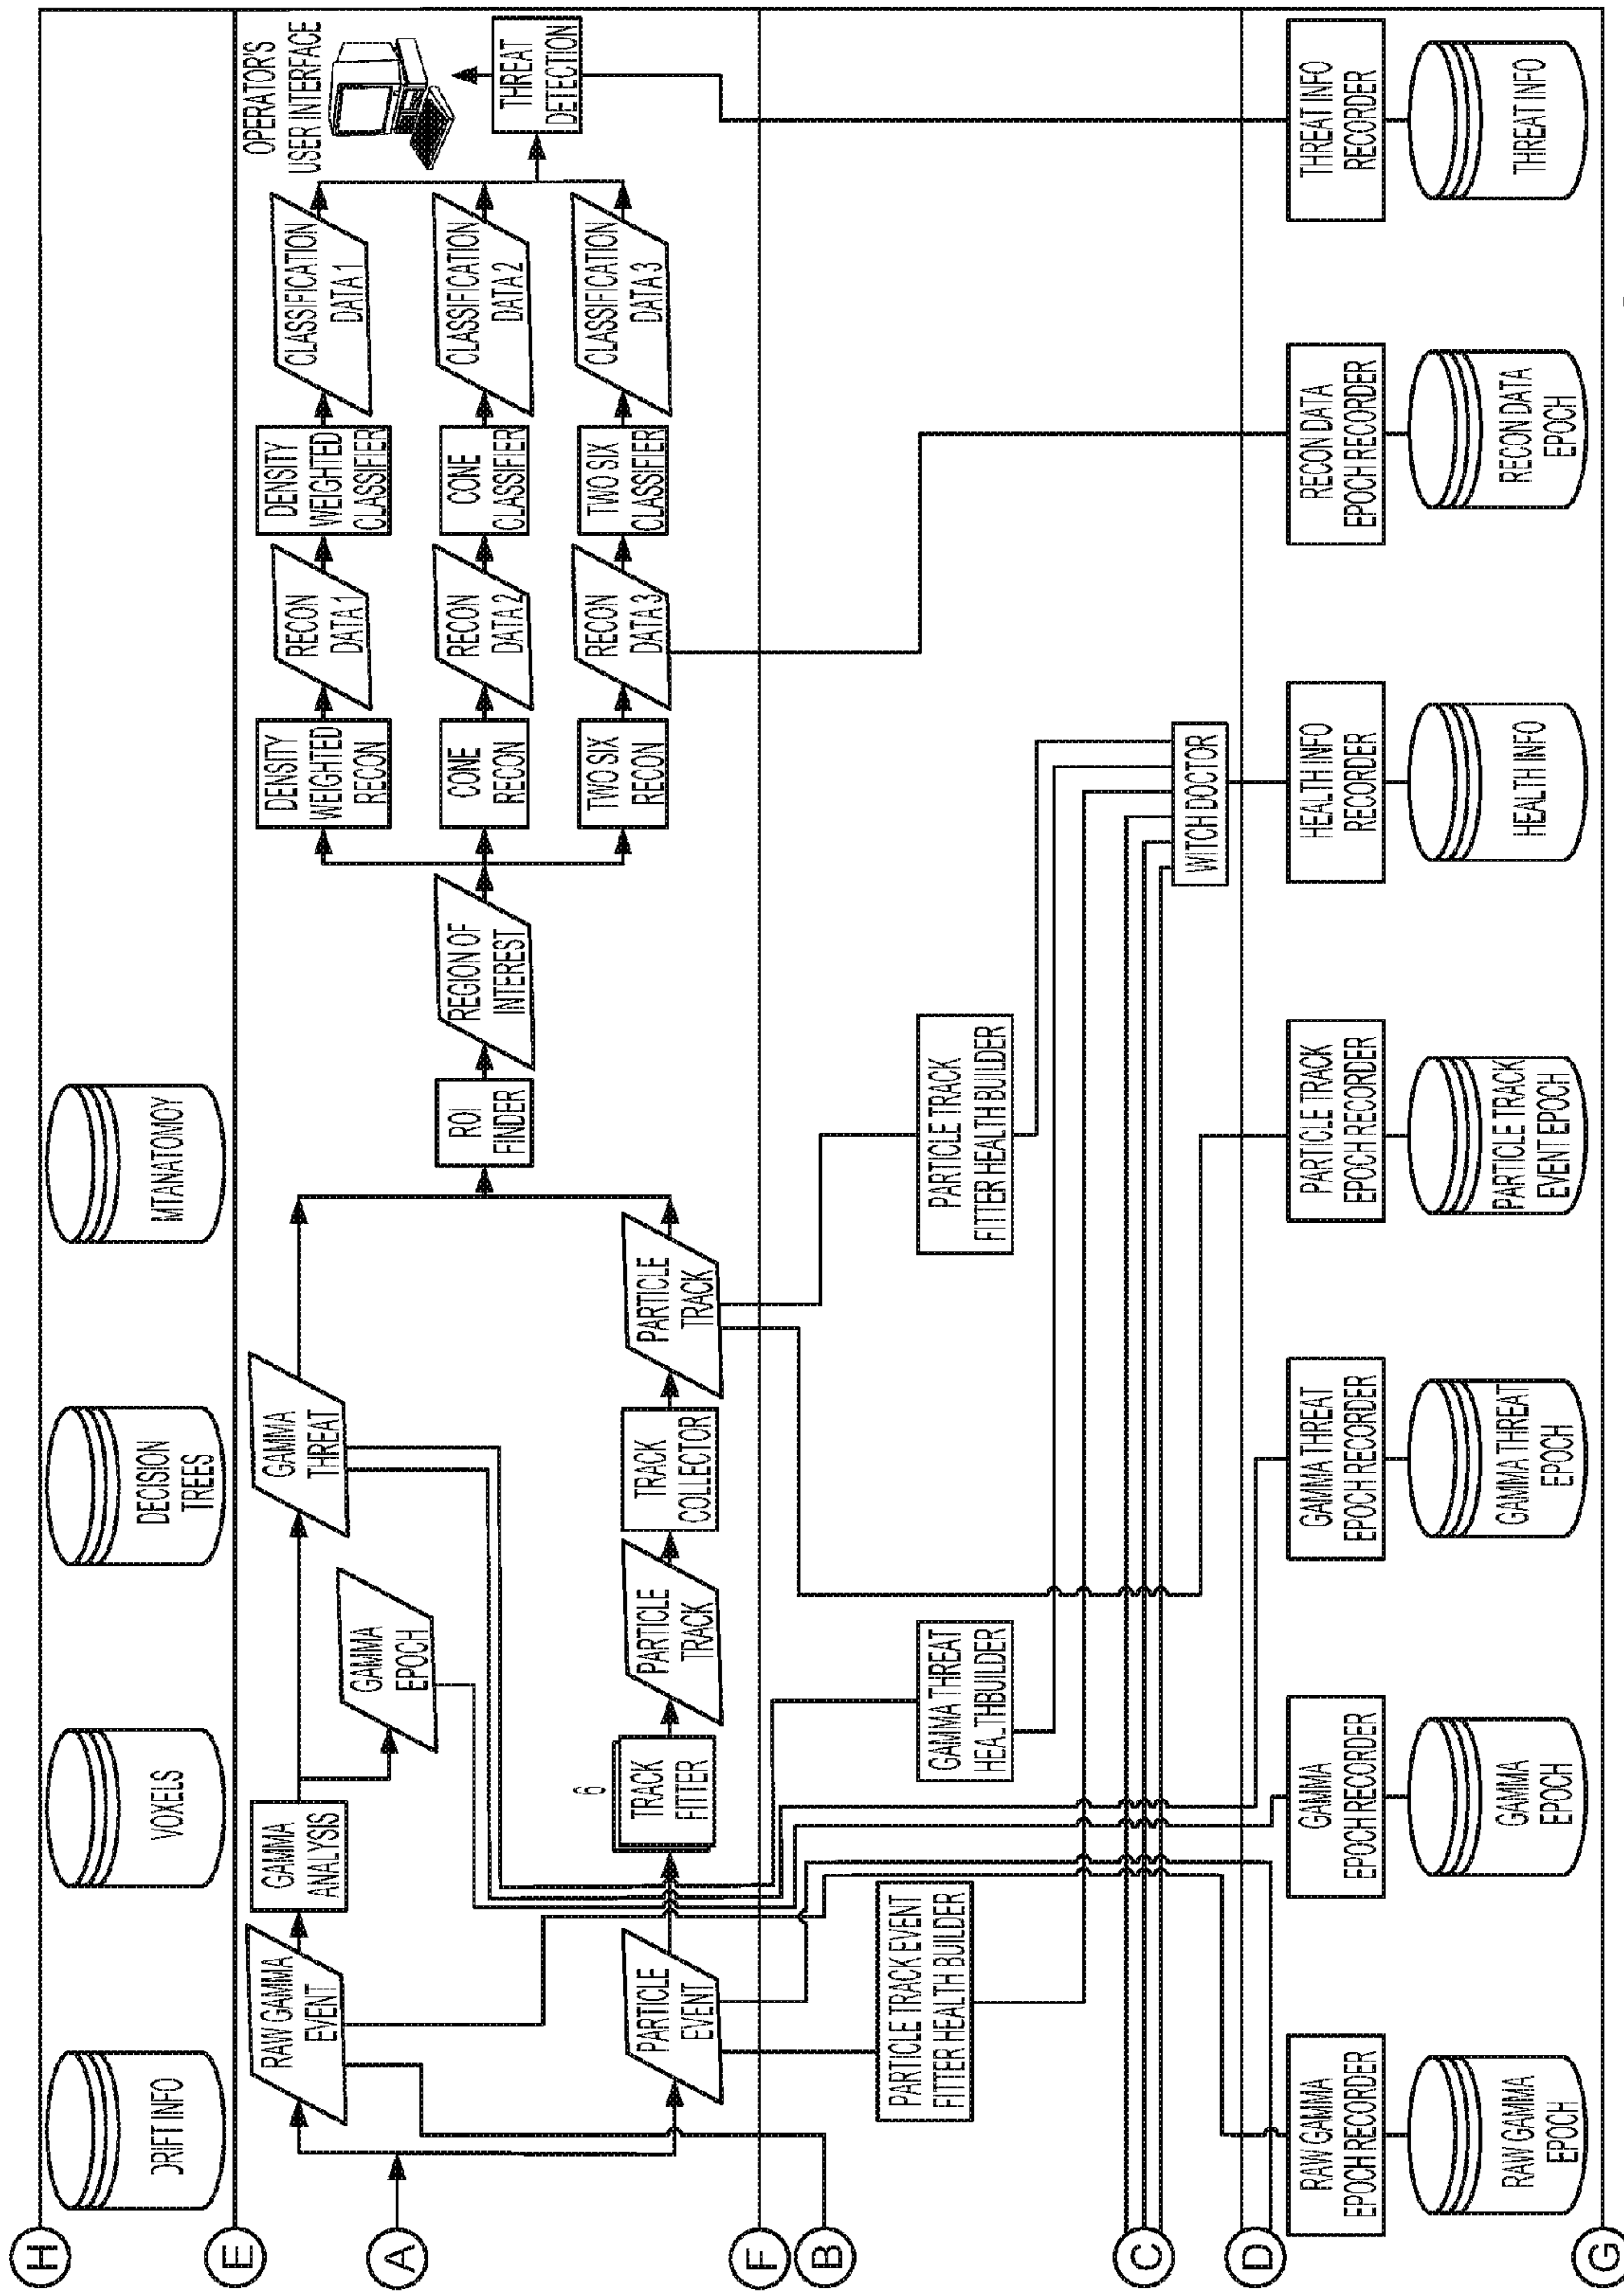 H
DRIFT INFO
VOXELS
DECISION
TREES
MTANATOMOY
E
A
RAW GAMMA
EVENT
GAMMA
ANALYSIS
GAMMA
EPOCH
GAMMA
THREAT
PARTICLE
EVENT
6
TRACK
FITTER
PARTICLE
TRACK
TRACK
COLLECTOR
PARTICLE
TRACK
ROI
FINDER
REGION OF
INTEREST
DENSITY
WEIGHTED
RECON
RECON
DATA 1
DENSITY
WEIGHTED
CLASSIFIER
CLASSIFICATION
DATA 1
CONE
RECON
RECON
DATA 2
CONE
CLASSIFIER
CLASSIFICATION
DATA 2
TWO SIX
RECON
RECON
DATA 3
TWO SIX
CLASSIFIER
CLASSIFICATION
DATA 3
OPERATOR'S
USER INTERFACE
THREAT
DETECTION
F
B
PARTICLE TRACK EVENT
FITTER HEALTH BUILDER
GAMMA THREAT
HEALTHBUILDER
PARTICLE TRACK
FITTER HEALTH BUILDER
C
WITCH DOCTOR
D
RAW GAMMA
EPOCH RECORDER
GAMMA
EPOCH RECORDER
GAMMA THREAT
EPOCH RECORDER
PARTICLE TRACK
EPOCH RECORDER
HEALTH INFO
RECORDER
RECON DATA
EPOCH RECORDER
THREAT INFO
RECORDER
RAW GAMMA
EPOCH
GAMMA
EPOCH
GAMMA THREAT
EPOCH
PARTICLE TRACK
EVENT EPOCH
HEALTH INFO
RECON DATA
EPOCH
THREAT INFO
G